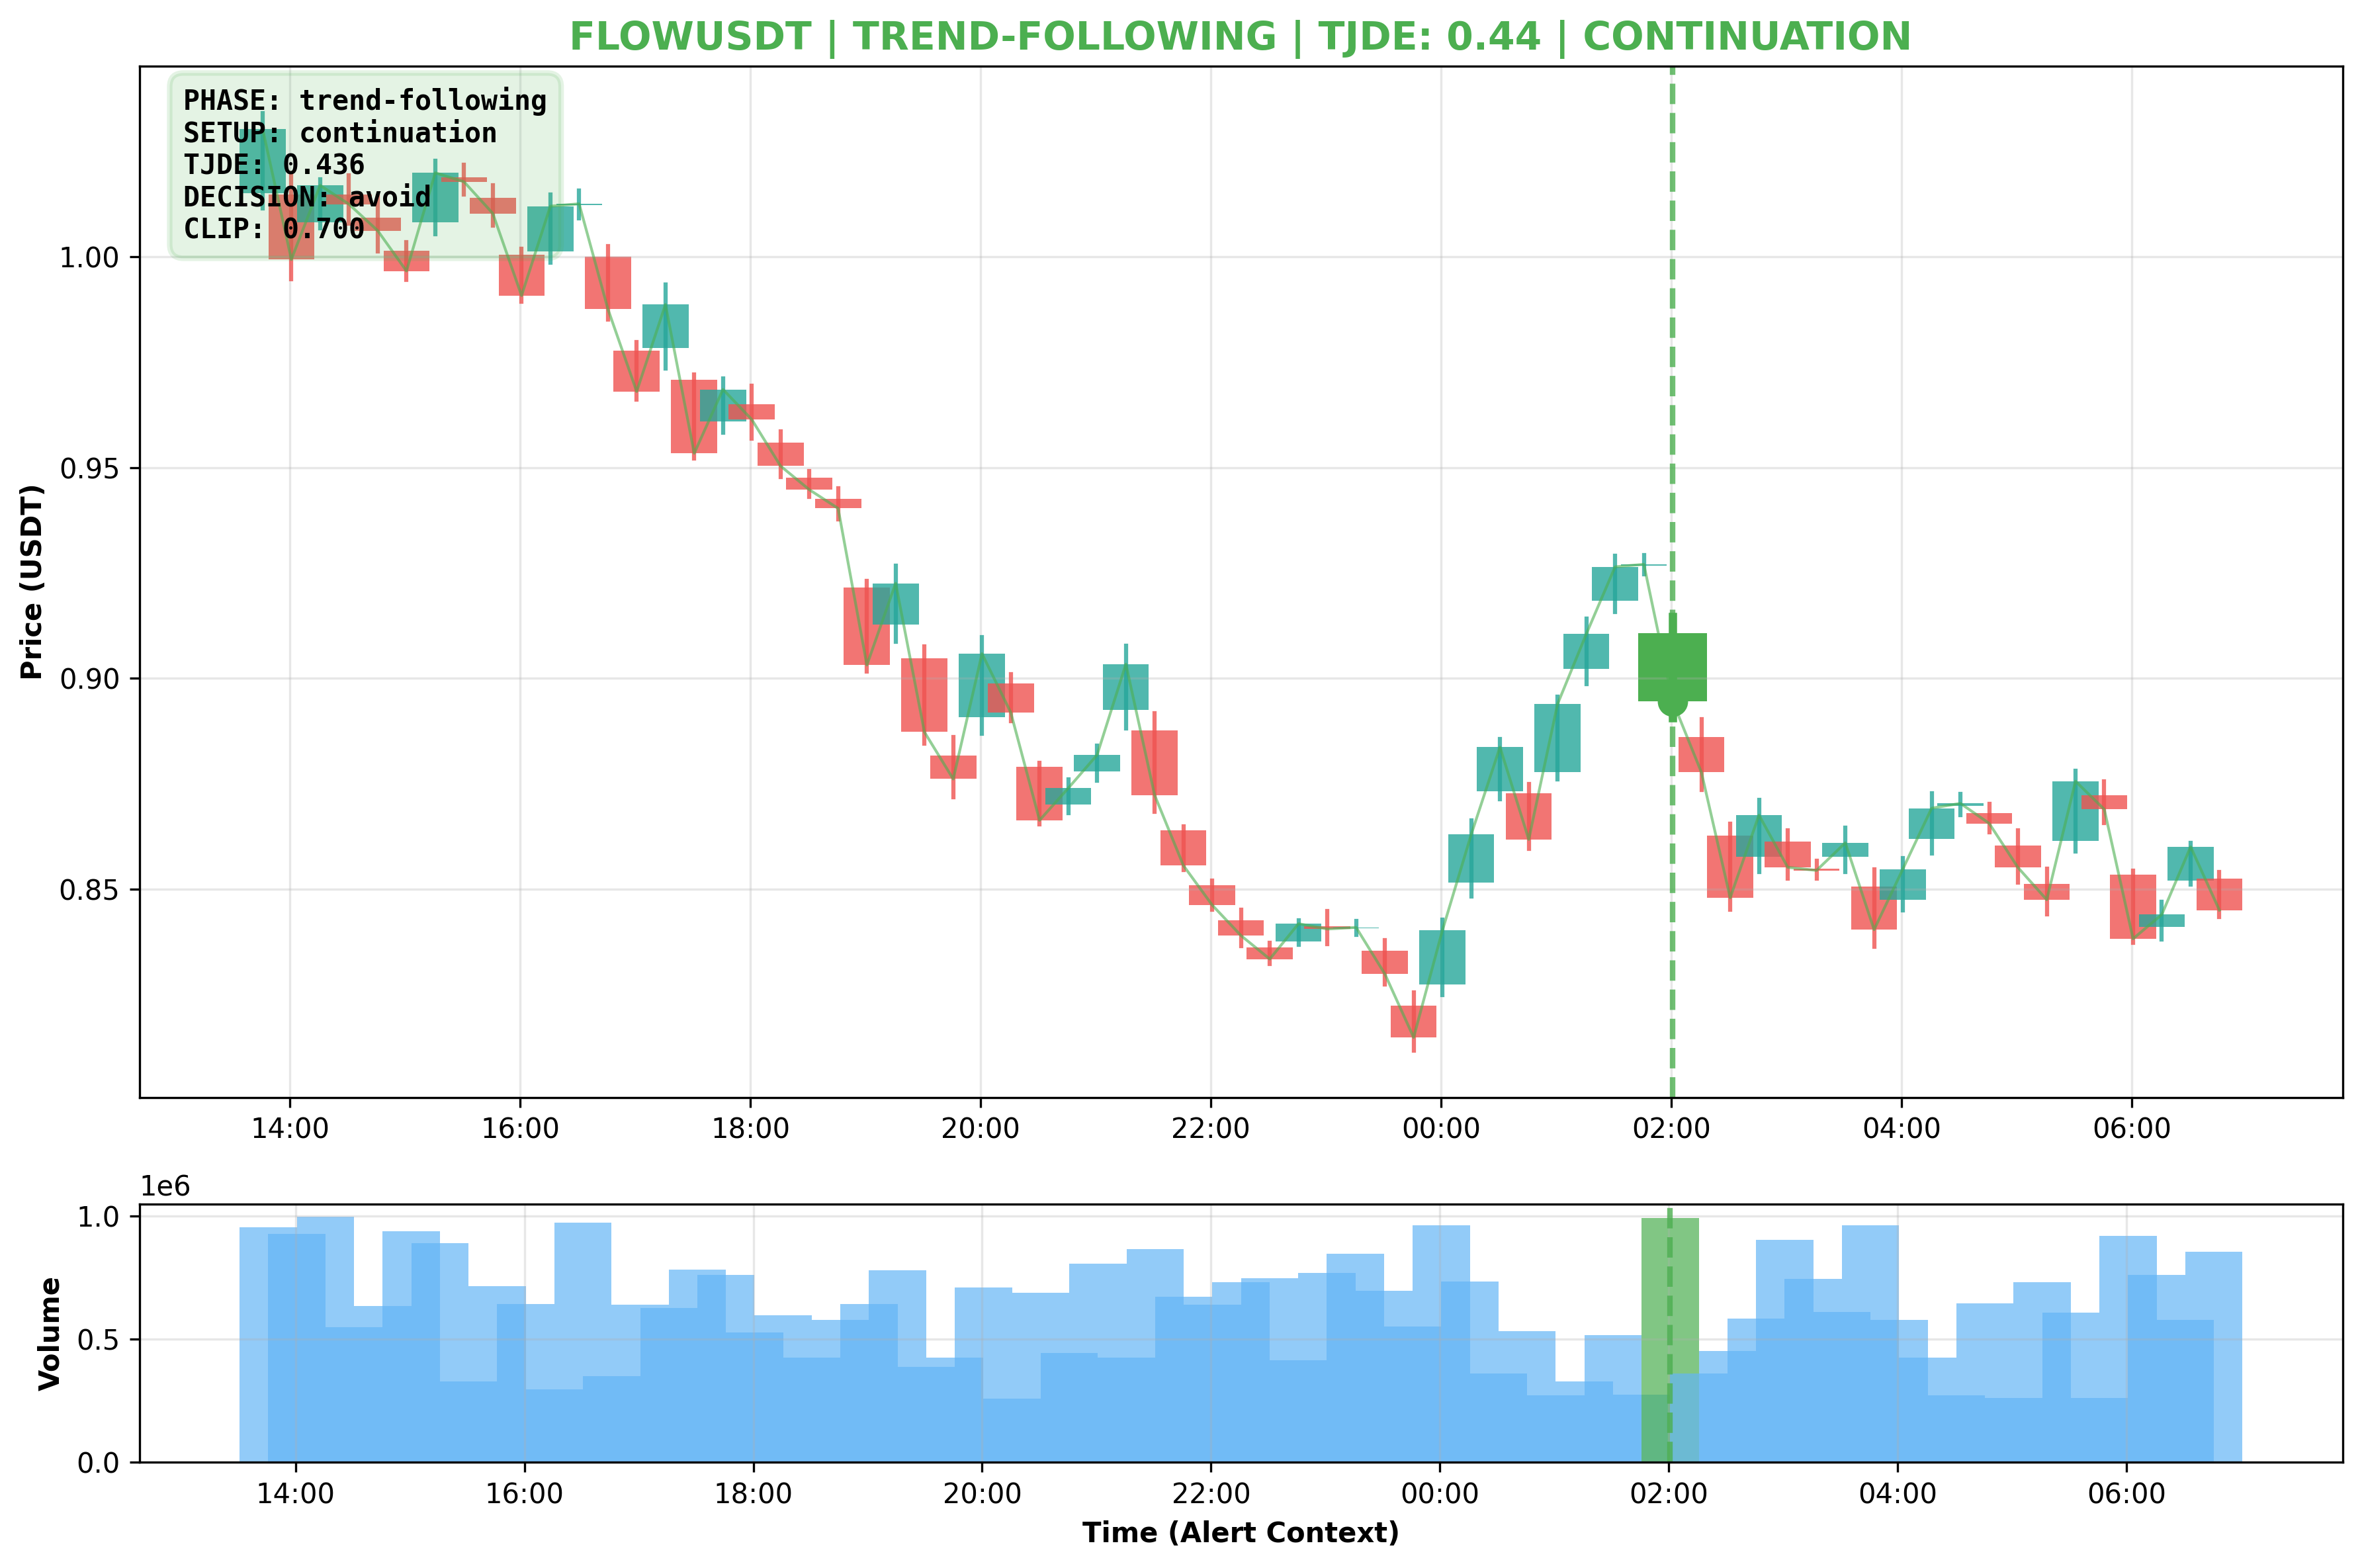 FLOWUSDT | TREND-FOLLOWING | TJDE: 0.44 | CONTINUATION
PHASE: trend-following
SETUP: continuation
TJDE: 0.436
DECISION: avoid
CLIP: 0.700
Price (USDT)
1.00
0.95
0.90
0.85
14:00 16:00 18:00 20:00 22:00 00:00 02:00 04:00 06:00
1e6
Volume
1.0
0.5
0.0
14:00 16:00 18:00 20:00 22:00 00:00 02:00 04:00 06:00
Time (Alert Context)